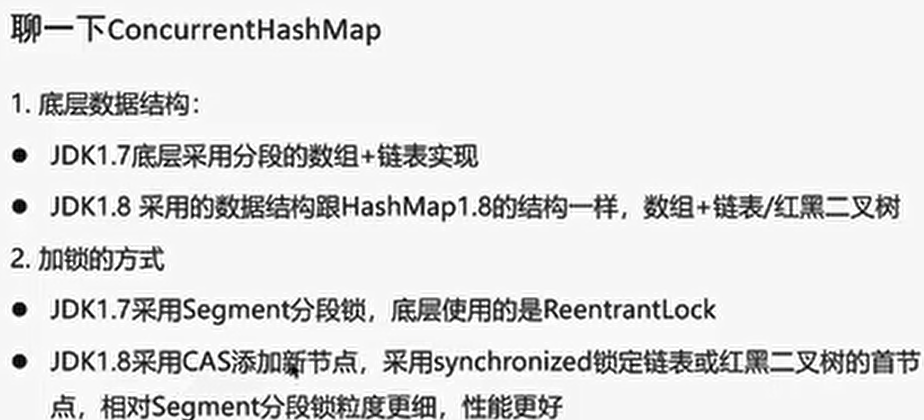 聊一下ConcurrentHashMap
1. 底层数据结构：
● JDK1.7底层采用分段的数组+链表实现
● JDK1.8 采用的数据结构跟HashMap1.8的结构一样，数组+链表/红黑二叉树
2. 加锁的方式
● JDK1.7采用Segment分段锁，底层使用的是ReentrantLock
● JDK1.8采用CAS添加新节点，采用synchronized锁定链表或红黑二叉树的首节
点，相对Segment分段锁粒度更细，性能更好